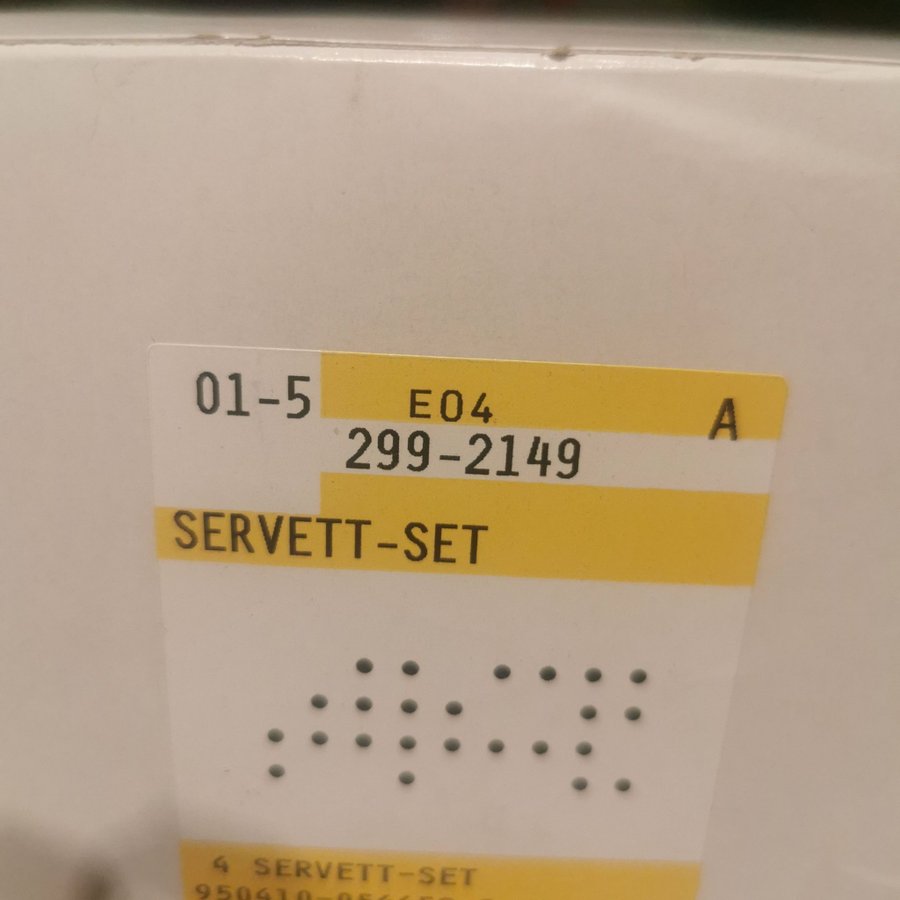 01-5 E04 A
299-2149
SERVETT-SET
4 SERVETT-SET